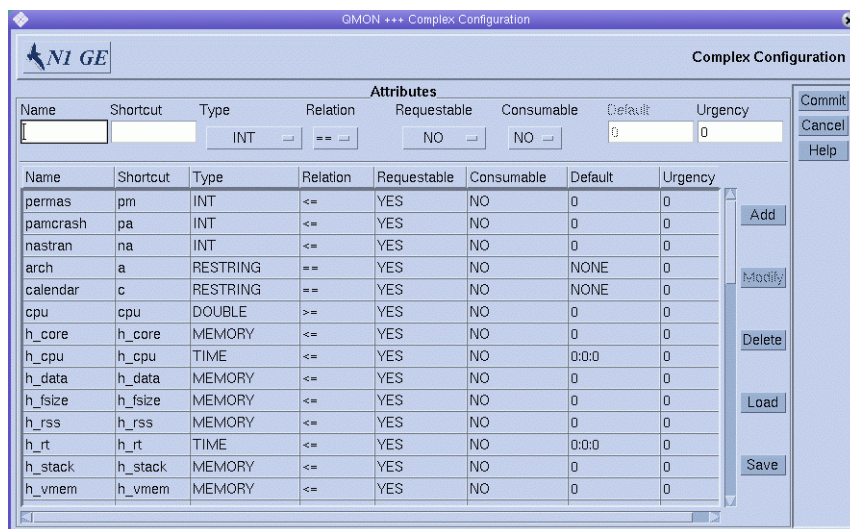 QMON +++ Complex Configuration
N1 GE
Complex Configuration
Attributes
Name Shortcut Type Relation Requestable Consumable Default Urgency
INT == NO NO 0 0
Commit
Cancel
Help
Name Shortcut Type Relation Requestable Consumable Default Urgency
permas pm INT <= YES NO 0 0
pamcrash pa INT <= YES NO 0 0
nastran na INT <= YES NO 0 0
arch a RESTRING == YES NO NONE 0
calendar c RESTRING == YES NO NONE 0
cpu cpu DOUBLE >= YES NO 0 0
h_core h_core MEMORY <= YES NO 0 0
h_cpu h_cpu TIME <= YES NO 0:0:0 0
h_data h_data MEMORY <= YES NO 0 0
h_fsize h_fsize MEMORY <= YES NO 0 0
h_rss h_rss MEMORY <= YES NO 0 0
h_rt h_rt TIME <= YES NO 0:0:0 0
h_stack h_stack MEMORY <= YES NO 0 0
h_vmem h_vmem MEMORY <= YES NO 0 0
Add
Modify
Delete
Load
Save